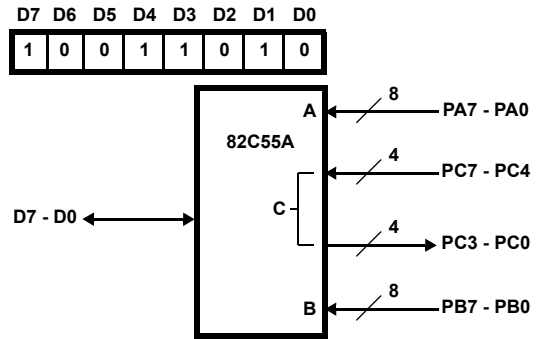 D7 D6 D5 D4 D3 D2 D1 D0
1 0 0 1 1 0 1 0
A
8
PA7 - PA0
82C55A
4
PC7 - PC4
C
D7 - D0
4
PC3 - PC0
B
8
PB7 - PB0